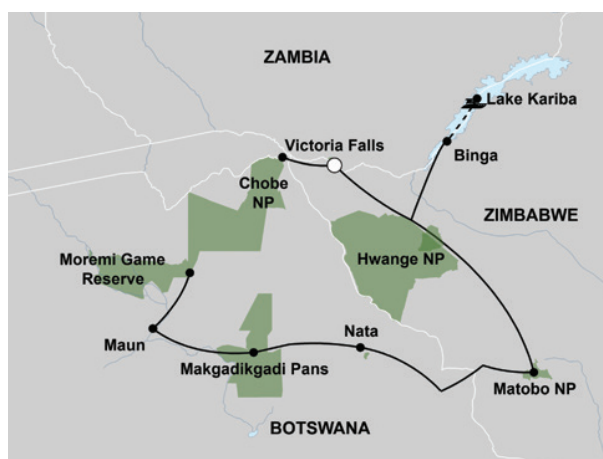 ZAMBIA
Lake Kariba
Victoria Falls
Binga
Chobe
NP
ZIMBABWE
Moremi Game
Reserve
Hwange NP
Maun
Nata
Makgadikgadi Pans
Matobo NP
BOTSWANA